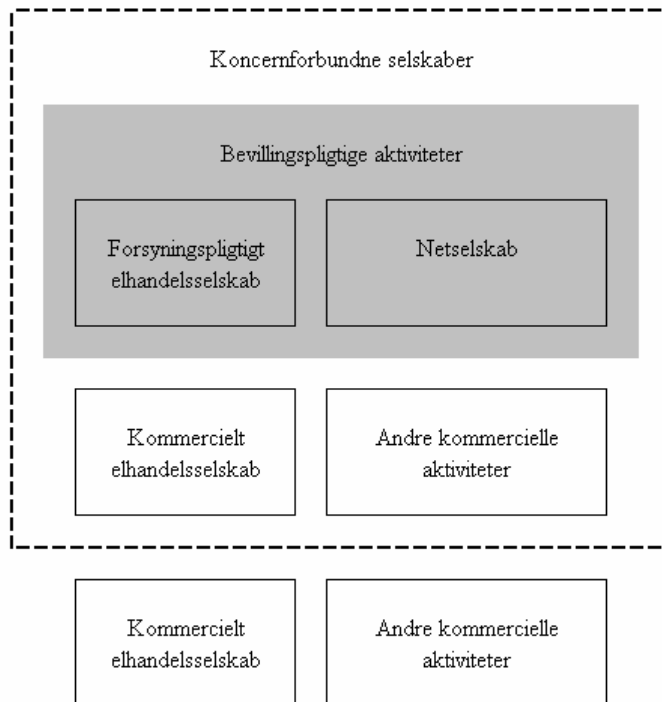 Koncernforbundne selskaber
Bevillingspligtige aktiviteter
Forsyningspligtigt
elhandelsselskab
Netselskab
Kommercielt
elhandelsselskab
Andre kommercielle
aktiviteter
Kommercielt
elhandelsselskab
Andre kommercielle
aktiviteter